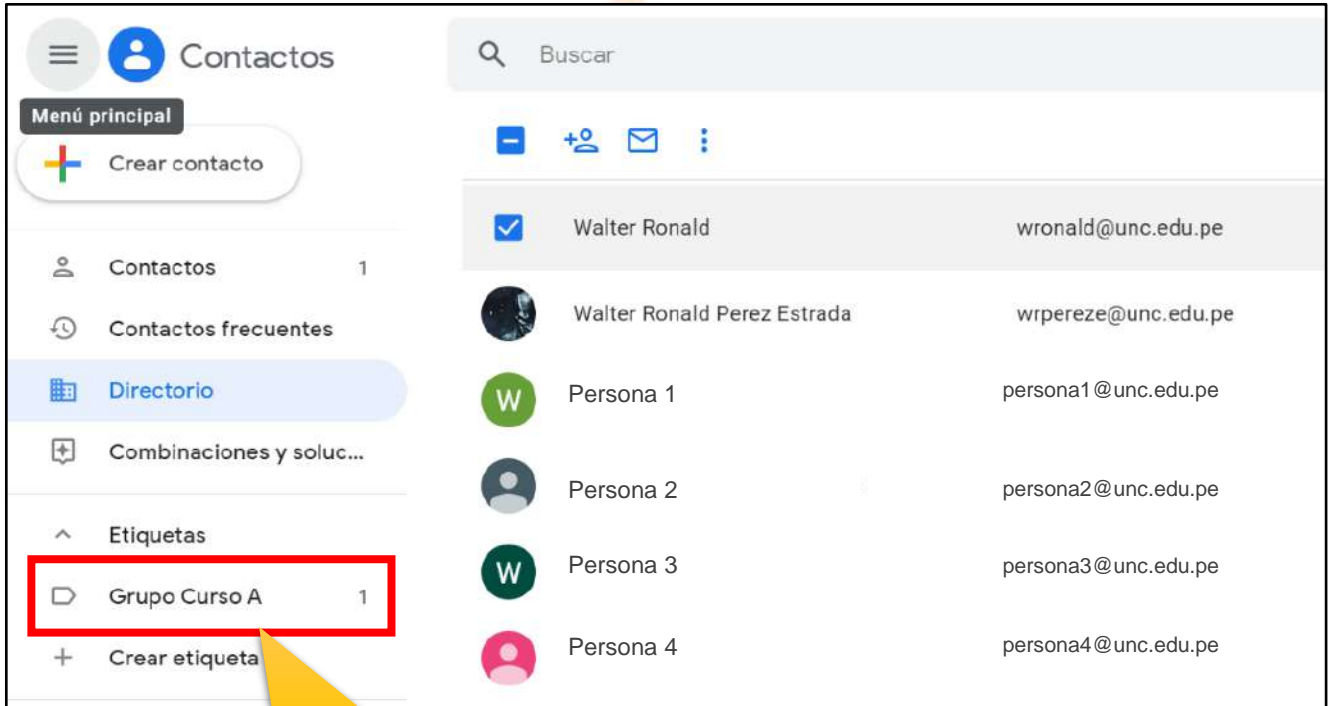 Contactos
Buscar
Menú principal
Crear contacto
Contactos 1
Contactos frecuentes
Directorio
Combinaciones y soluc...
Etiquetas
Grupo Curso A 1
Crear etiqueta
Walter Ronald wronald@unc.edu.pe
Walter Ronald Perez Estrada wrpereze@unc.edu.pe
W Persona 1 persona1@unc.edu.pe
Persona 2 persona2@unc.edu.pe
W Persona 3 persona3@unc.edu.pe
Persona 4 persona4@unc.edu.pe